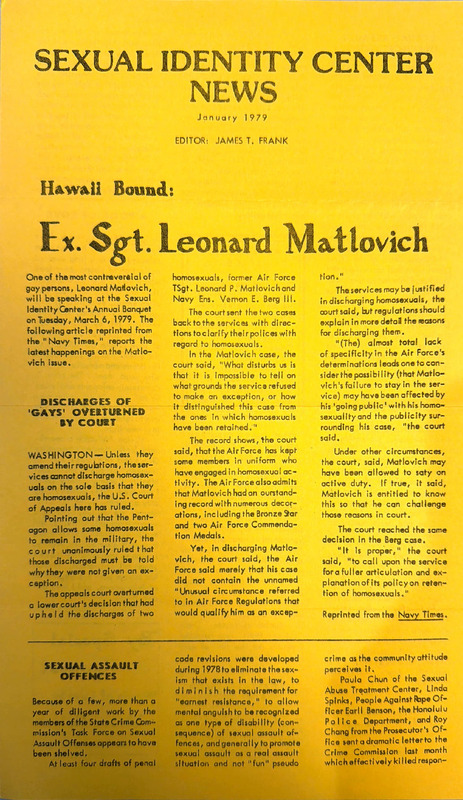 SEXUAL IDENTITY CENTER
NEWS
January 1979
EDITOR: JAMES T. FRANK
Hawaii Bound:
Ex. Sgt. Leonard Matlovich
One of the most controversial of
gay persons, Leonard Matlovich,
will be speaking at the Sexual
Identity Center's Annual Banquet
on Tuesday, March 6, 1979. The
following article reprinted from
the "Navy Times," reports the
latest happenings on the Matlo-
vich issue.
DISCHARGES OF
'GAYS' OVERTURNED
BY COURT
WASHINGTON — Unless they
amend their regulations, the ser-
vices cannot discharge homosex-
uals on the sole basis that they
are homosexuals, the U.S. Court
of Appeals here has ruled.
Pointing out that the Pent-
agon allows some homosexuals
to remain in the military, the
court unanimously ruled that
those discharged must be told
why they were not given an ex-
ception.
The appeals court overturned
a lower court's decision that had
upheld the discharges of two
homosexuals, former Air Force
TSgt. Leonard P. Matlovich and
Navy Ens. Vernon E. Berg III.
The court sent the two cases
back to the services with direc-
tions to clarify their policies with
regard to homosexuals.
In the Matlovich case, the
court said, "What disturbs us is
that it is impossible to tell on
what grounds the service refused
to make an exception, or how
it distinguished this case from
the ones in which homosexuals
have been retained."
The record shows, the court
said, that the Air Force has kept
some members in uniform who
have engaged in homosexual ac-
tivity. The Air Force also admits
that Matlovich had an oustand-
ing record with numerous decor-
ations, including the Bronze Star
and two Air Force Commenda-
tion Medals.
Yet, in discharging Matlo-
vich, the court said, the Air
Force said merely that his case
did not contain the unnamed
"Unusual circumstance referred
to in Air Force Regulations that
would qualify him as an excep-
tion."
The services may be justified
in discharging homosexuals, the
court said, but regulations should
explain in more detail the reasons
for discharging them.
"(The) almost total lack
of specificity in the Air Force's
determinations leads one to con-
sider the possibility (that Matlo-
vich's failure to stay in the ser-
vice) may have been affected by
his 'going public' with his homo-
sexuality and the publicity sur-
rounding his case, "the court
said.
Under other circumstances,
the court, said, Matlovich may
have been allowed to saty on
active duty. If true, it said,
Matlovich is entitled to know
this so that he can challenge
those reasons in court.
The court reached the same
decision in the Berg case.
"It is proper," the court
said, "to call upon the service
for a fuller articulation and ex-
planation of its policy on reten-
tion of homosexuals."
Reprinted from the Navy Times.
SEXUAL ASSAULT
OFFENCES
Because of a few, more than a
year of diligent work by the
members of the State Crime Com-
mission's Task Force on Sexual
Assault Offenses appears to have
been shelved.
At least four drafts of penal
code revisions were developed
during 1978 to eliminate the sex-
ism that exists in the law, to
diminish the requirement for
"earnest resistance," to allow
mental anguish to be recognized
as one type of disability (con-
sequence) of sexual assault of-
fences, and generally to promote
sexual assault as a real assault
situation and not "fun" pseudo
crime as the community attitude
perceives it.
Paula Chun of the Sexual
Abuse Treatment Center, Linda
Spinks, People Against Rape Of-
ficer Earll Benson, the Honolulu
Police Department, and Roy
Chang from the Prosecutor's Of-
fice sent a dramatic letter to the
Crime Commission last month
which effectively killed respon-